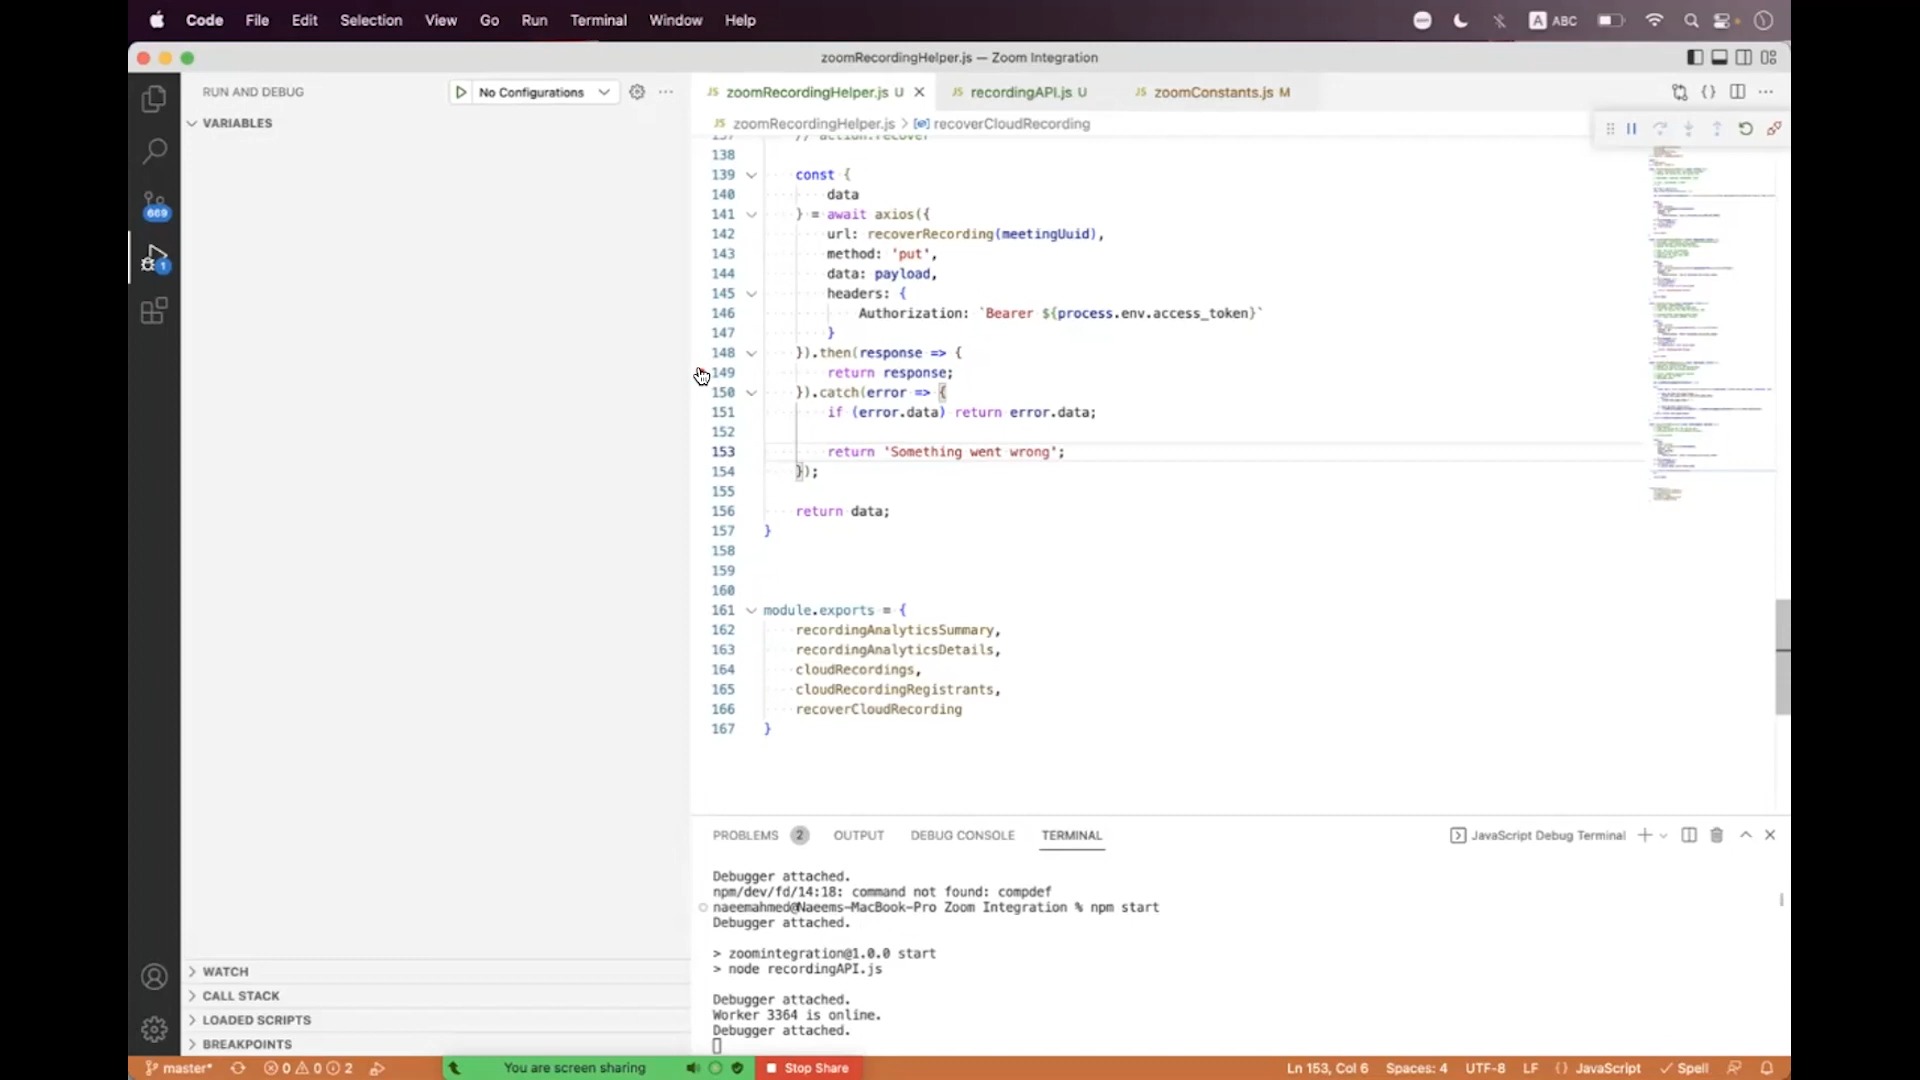 Code File Edit Selection View Go Run Terminal Window Help A ABC
zoomRecordingHelper.js — Zoom Integration
RUN AND DEBUG No Configurations
VARIABLES
zoomRecordingHelper.js U
recordingAPI.js U
zoomConstants.js M
zoomRecordingHelper.js > recoverCloudRecording
137 // action:recover
138
139 const {
140 data
141 } = await axios({
142 url: recoverRecording(meetingUuid),
143 method: 'put',
144 data: payload,
145 headers: {
146 Authorization: `Bearer ${process.env.access_token}`
147 }
148 }).then(response => {
149 return response;
150 }).catch(error => {
151 if (error.data) return error.data;
152
153 return 'Something went wrong';
154 });
155
156 return data;
157 }
158
159
160
161 module.exports = {
162 recordingAnalyticsSummary,
163 recordingAnalyticsDetails,
164 cloudRecordings,
165 cloudRecordingRegistrants,
166 recoverCloudRecording
167 }
669
1
PROBLEMS 2 OUTPUT DEBUG CONSOLE TERMINAL JavaScript Debug Terminal
Debugger attached.
npm/dev/fd/14:18: command not found: compdef
naeemahmed@Naeems-MacBook-Pro Zoom Integration % npm start
Debugger attached.
> zoomintegration@1.0.0 start
> node recordingAPI.js
Debugger attached.
Worker 3364 is online.
Debugger attached.
WATCH
CALL STACK
LOADED SCRIPTS
BREAKPOINTS
master* 0 0 2 You are screen sharing Stop Share Ln 153, Col 6 Spaces: 4 UTF-8 LF {} JavaScript Spell